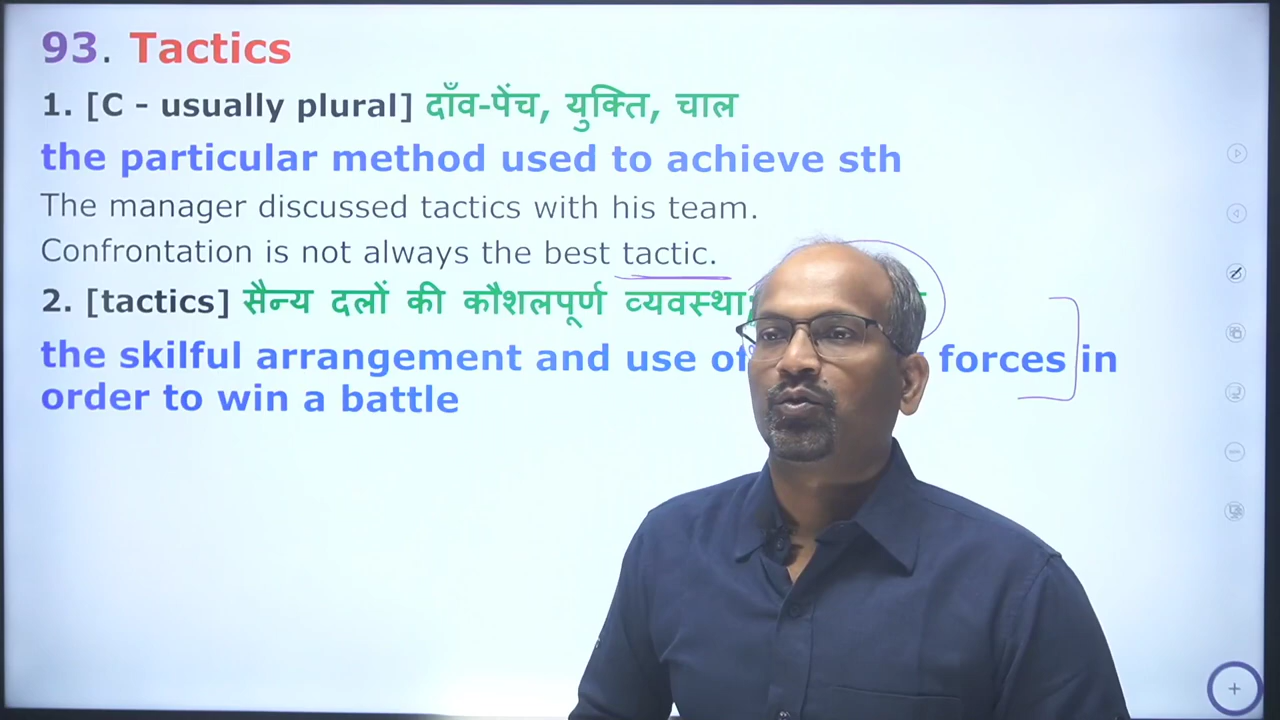 93. Tactics
1. [C - usually plural] दाँव-पेंच, युक्ति, चाल
the particular method used to achieve sth
The manager discussed tactics with his team.
Confrontation is not always the best tactic.
2. [tactics] सैन्य दलों की कौशलपूर्ण व्यवस्था;
the skilful arrangement and use of forces in
order to win a battle